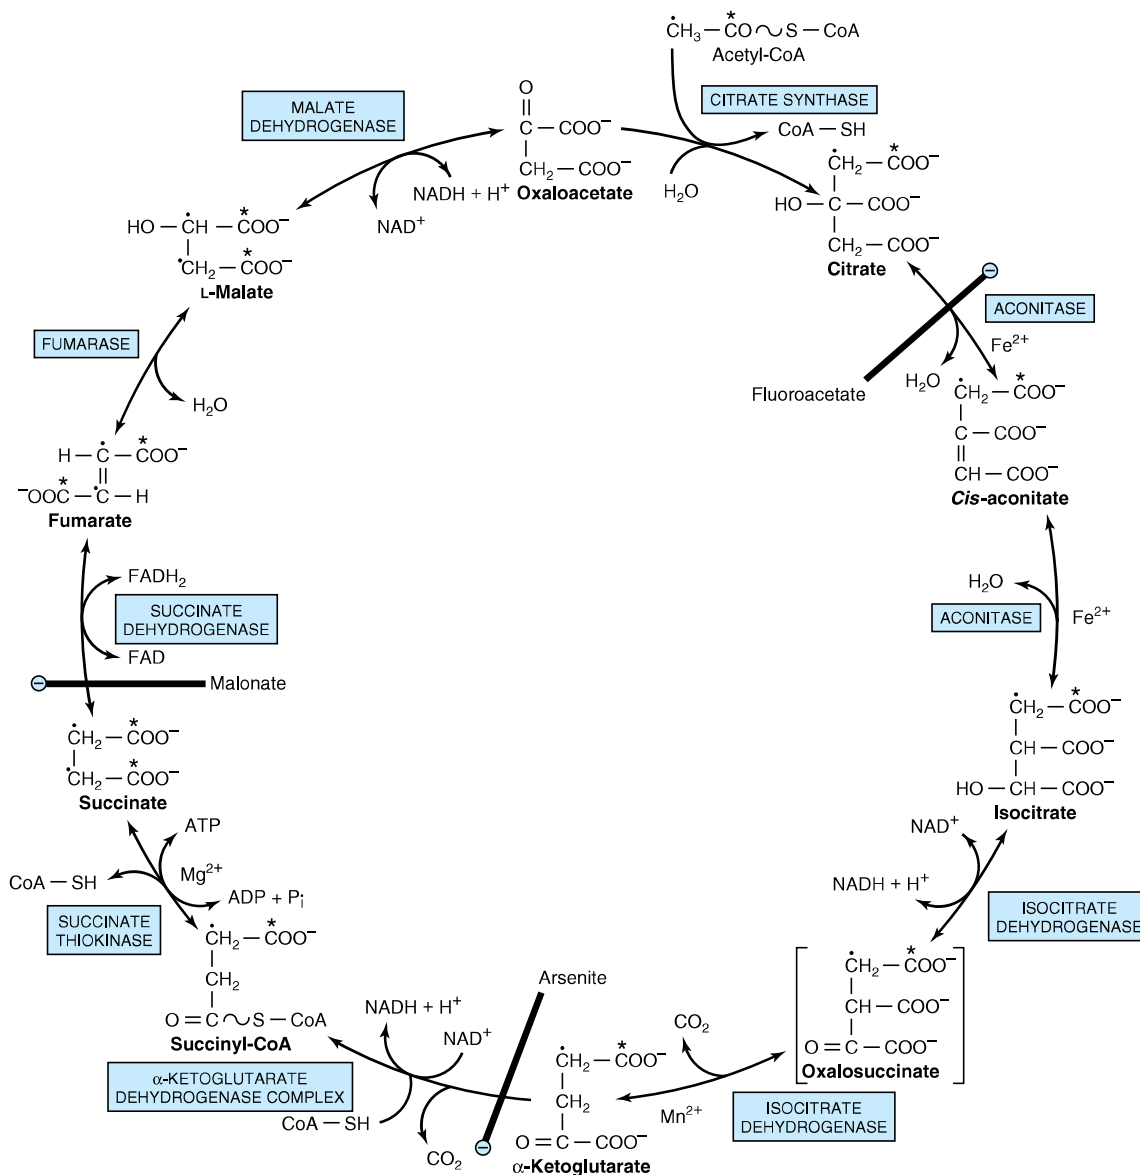 •CH3 — *CO ~ S — CoA
Acetyl-CoA
CITRATE SYNTHASE
CoA — SH
H2O
O
C — COO–
CH2 — COO–
Oxaloacetate
MALATE
DEHYDROGENASE
NADH + H+
NAD+
•CH2 — *COO–
HO — C — COO–
CH2 — COO–
Citrate
HO — •CH — *COO–
•CH2 — *COO–
L-Malate
–
ACONITASE
Fe2+
H2O
Fluoroacetate
FUMARASE
H2O
•CH2 — *COO–
C — COO–
CH — COO–
Cis-aconitate
H — •C — *COO–
–OO*C — •C — H
Fumarate
H2O
ACONITASE
Fe2+
FADH2
SUCCINATE
DEHYDROGENASE
FAD
–
Malonate
•CH2 — *COO–
CH — COO–
HO — CH — COO–
Isocitrate
•CH2 — *COO–
•CH2 — *COO–
Succinate
NAD+
NADH + H+
ISOCITRATE
DEHYDROGENASE
ATP
Mg2+
CoA — SH
ADP + Pi
SUCCINATE
THIOKINASE
•CH2 — *COO–
CH2
O = C ~ S — CoA
Succinyl-CoA
•CH2 — *COO–
CH — COO–
O = C — COO–
Oxalosuccinate
Arsenite
NADH + H+
NAD+
α-KETOGLUTARATE
DEHYDROGENASE COMPLEX
CoA — SH
CO2
–
CO2
Mn2+
ISOCITRATE
DEHYDROGENASE
•CH2 — *COO–
CH2
O = C — COO–
α-Ketoglutarate